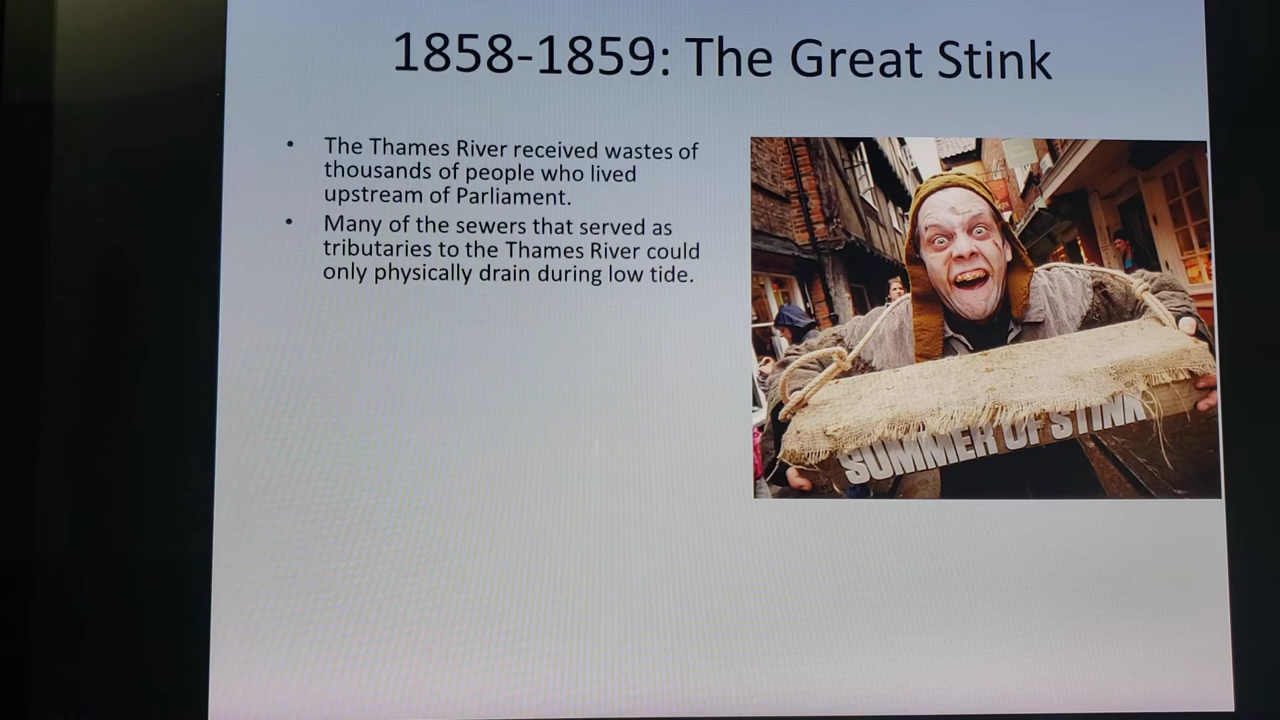 1858-1859: The Great Stink
• The Thames River received wastes of
thousands of people who lived
upstream of Parliament.
• Many of the sewers that served as
tributaries to the Thames River could
only physically drain during low tide.
SUMMER OF STINK